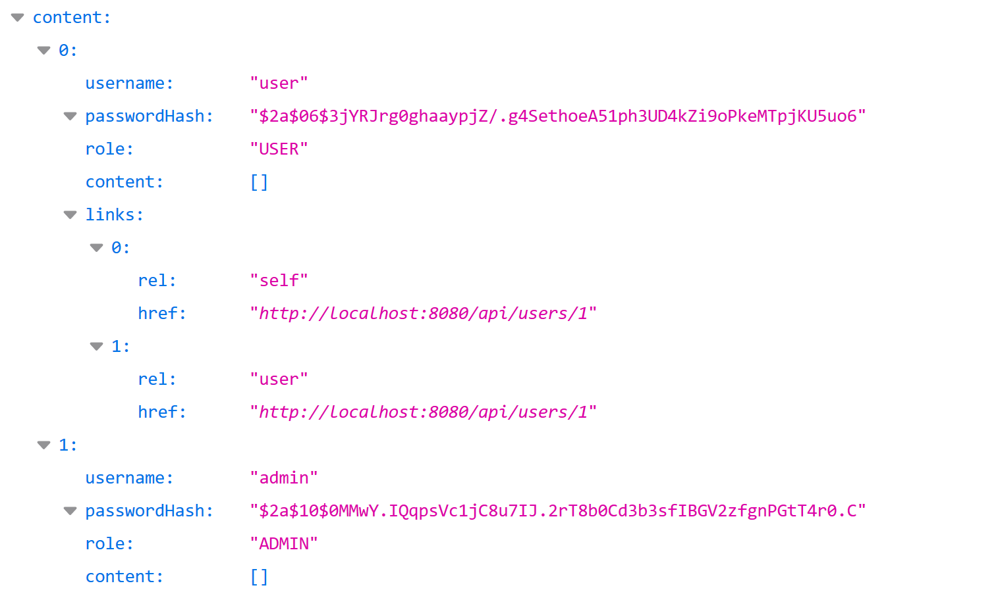 content:
0:
username: "user"
passwordHash: "$2a$06$3jYRJrg0ghaaypjZ/.g4SethoeA51ph3UD4kZi9oPkeMTpjKU5uo6"
role: "USER"
content: []
links:
0:
rel: "self"
href: "http://localhost:8080/api/users/1"
1:
rel: "user"
href: "http://localhost:8080/api/users/1"
1:
username: "admin"
passwordHash: "$2a$10$0MMwY.IQqpsVc1jC8u7IJ.2rT8b0Cd3b3sfIBGV2zfgnPGtT4r0.C"
role: "ADMIN"
content: []